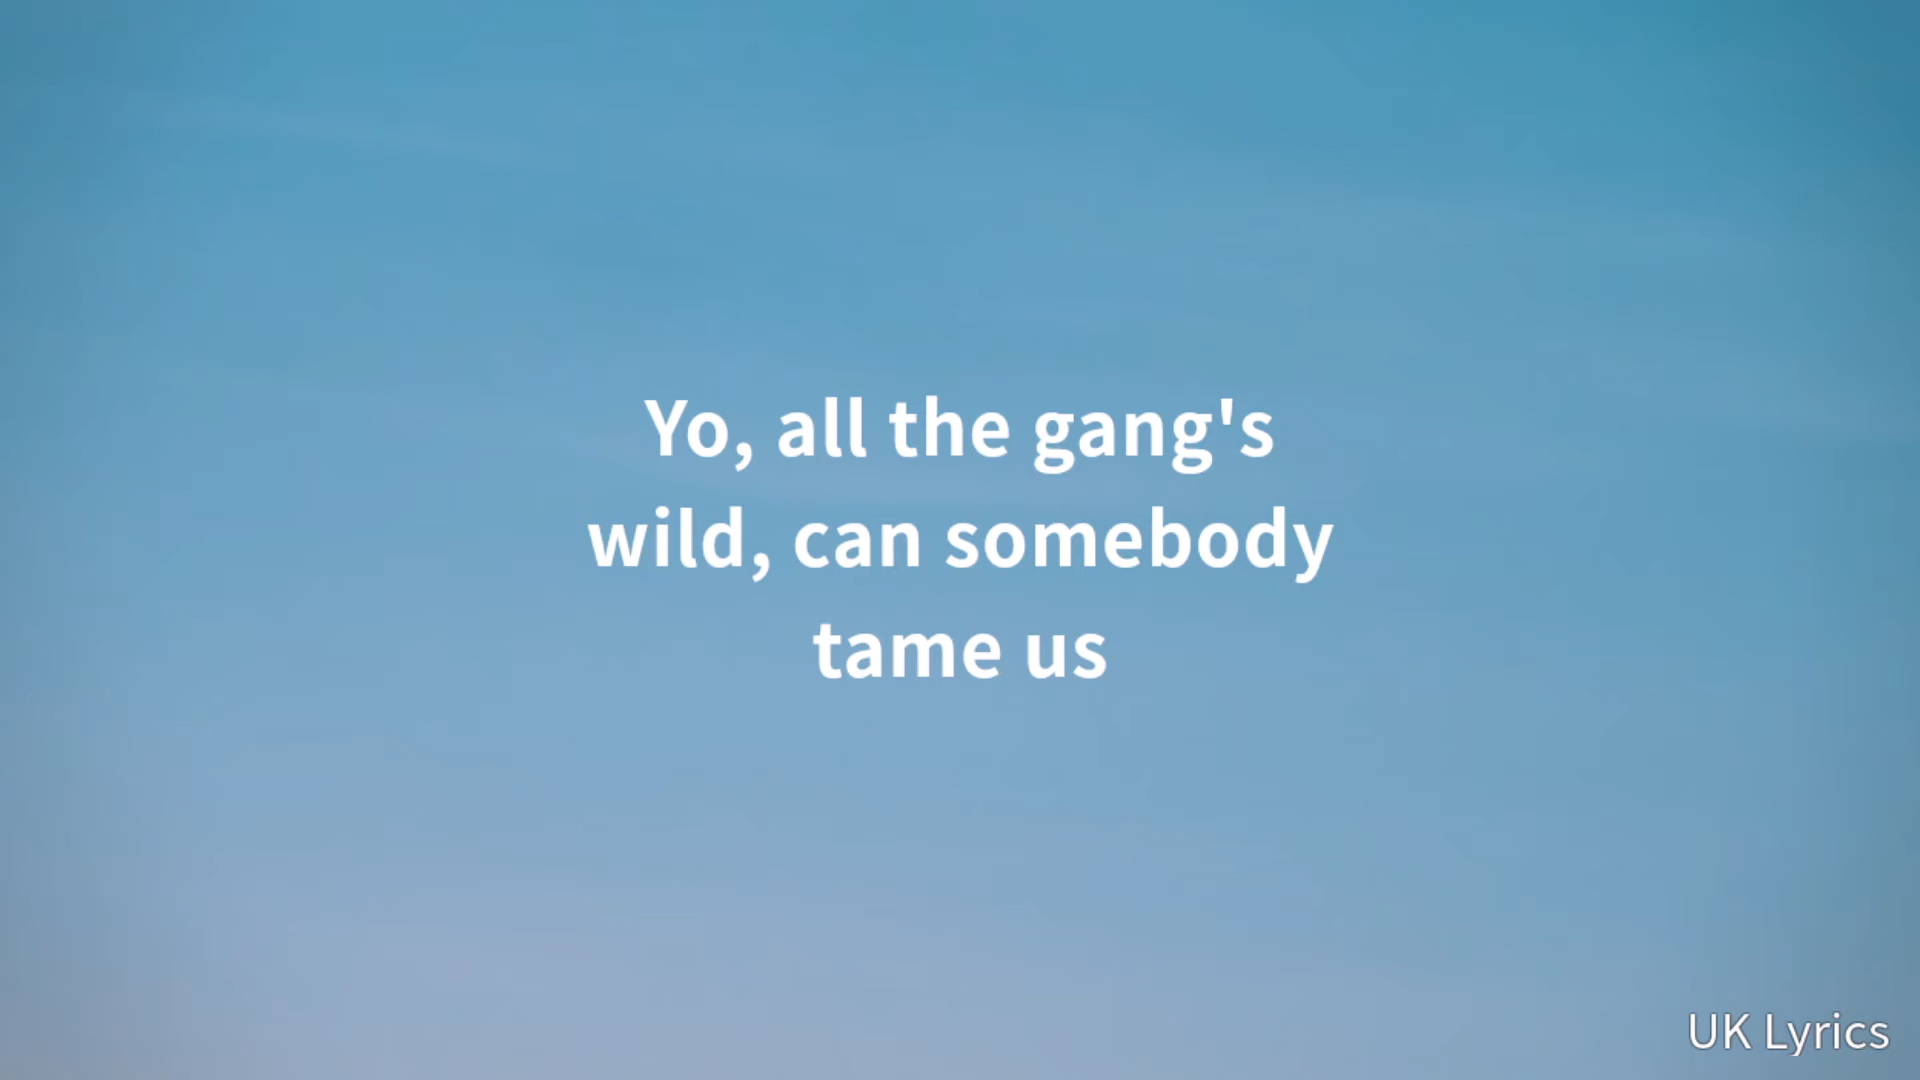 Yo, all the gang's
wild, can somebody
tame us
UK Lyrics